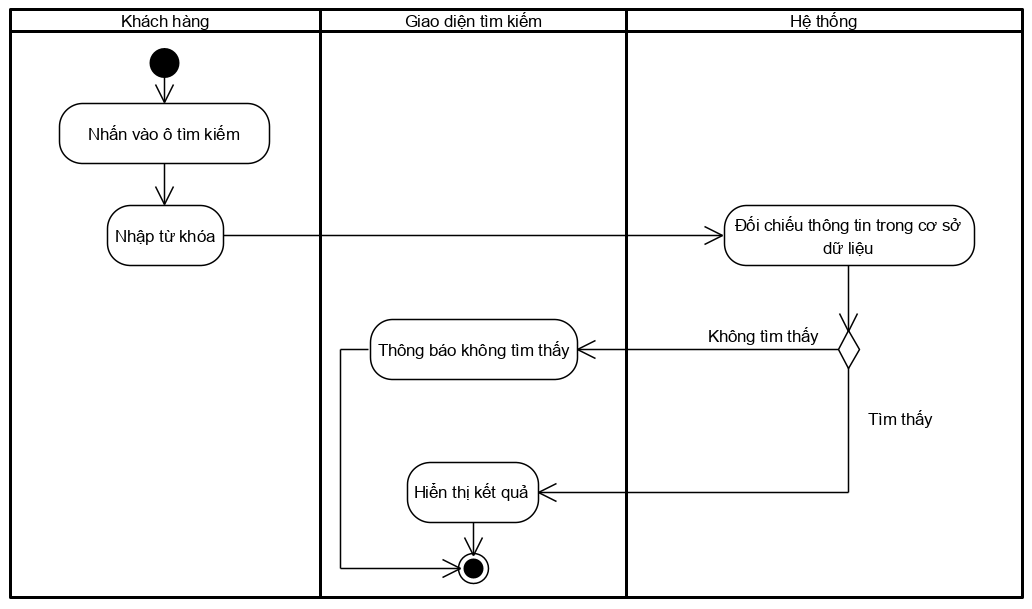 Khách hàng
Giao diện tìm kiếm
Hệ thống
Nhấn vào ô tìm kiếm
Nhập từ khóa
Đối chiếu thông tin trong cơ sở
dữ liệu
Không tìm thấy
Thông báo không tìm thấy
Tìm thấy
Hiển thị kết quả